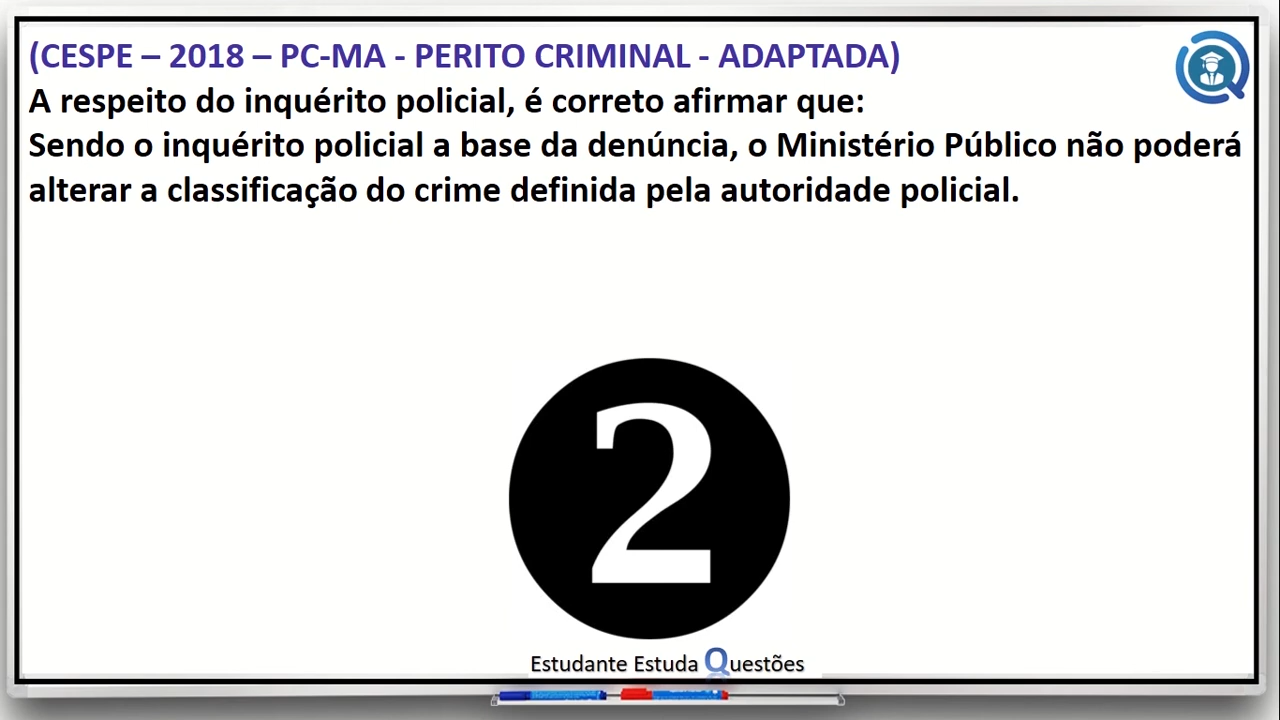 (CESPE – 2018 – PC-MA - PERITO CRIMINAL - ADAPTADA)
A respeito do inquérito policial, é correto afirmar que:
Sendo o inquérito policial a base da denúncia, o Ministério Público não poderá
alterar a classificação do crime definida pela autoridade policial.
2
Estudante Estuda Questões